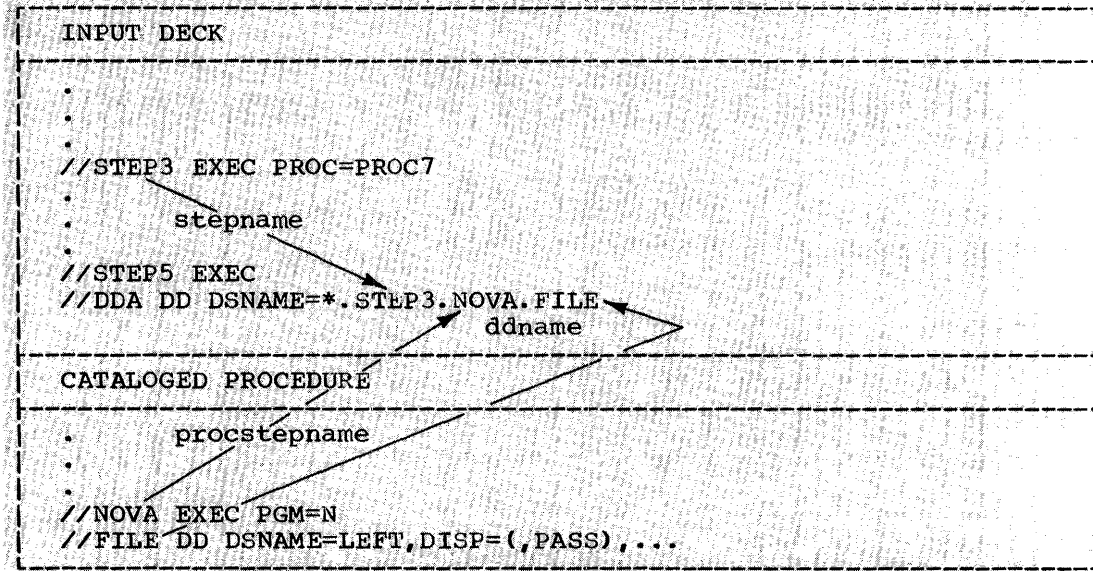 INPUT DECK
.
.
.
//STEP3 EXEC PROC=PROC7
.
. stepname
.
//STEP5 EXEC
//DDA DD DSNAME=*.STEP3.NOVA.FILE
ddname
CATALOGED PROCEDURE
. procstepname
.
.
//NOVA EXEC PGM=N
//FILE DD DSNAME=LEFT,DISP=(,PASS),...